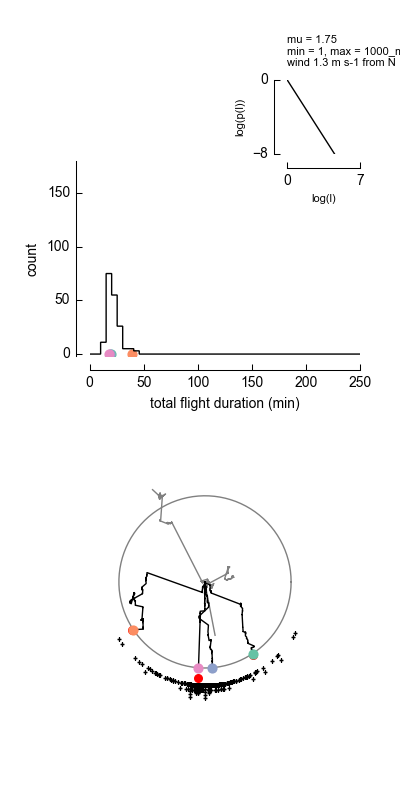 mu = 1.75
min = 1, max = 1000_m
wind 1.3 m s-1 from N
0
log(p(l))
−8
0
7
log(l)
150
100
50
0
count
0
50
100
150
200
250
total flight duration (min)